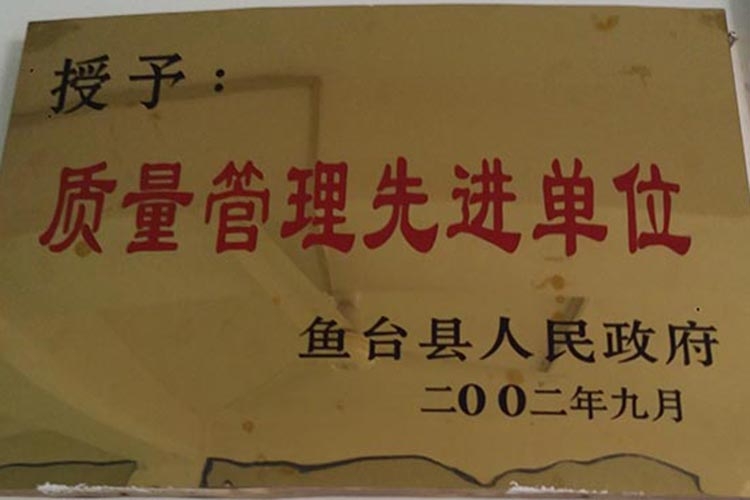 授予：
质量管理先进单位
鱼台县人民政府
二00二年九月